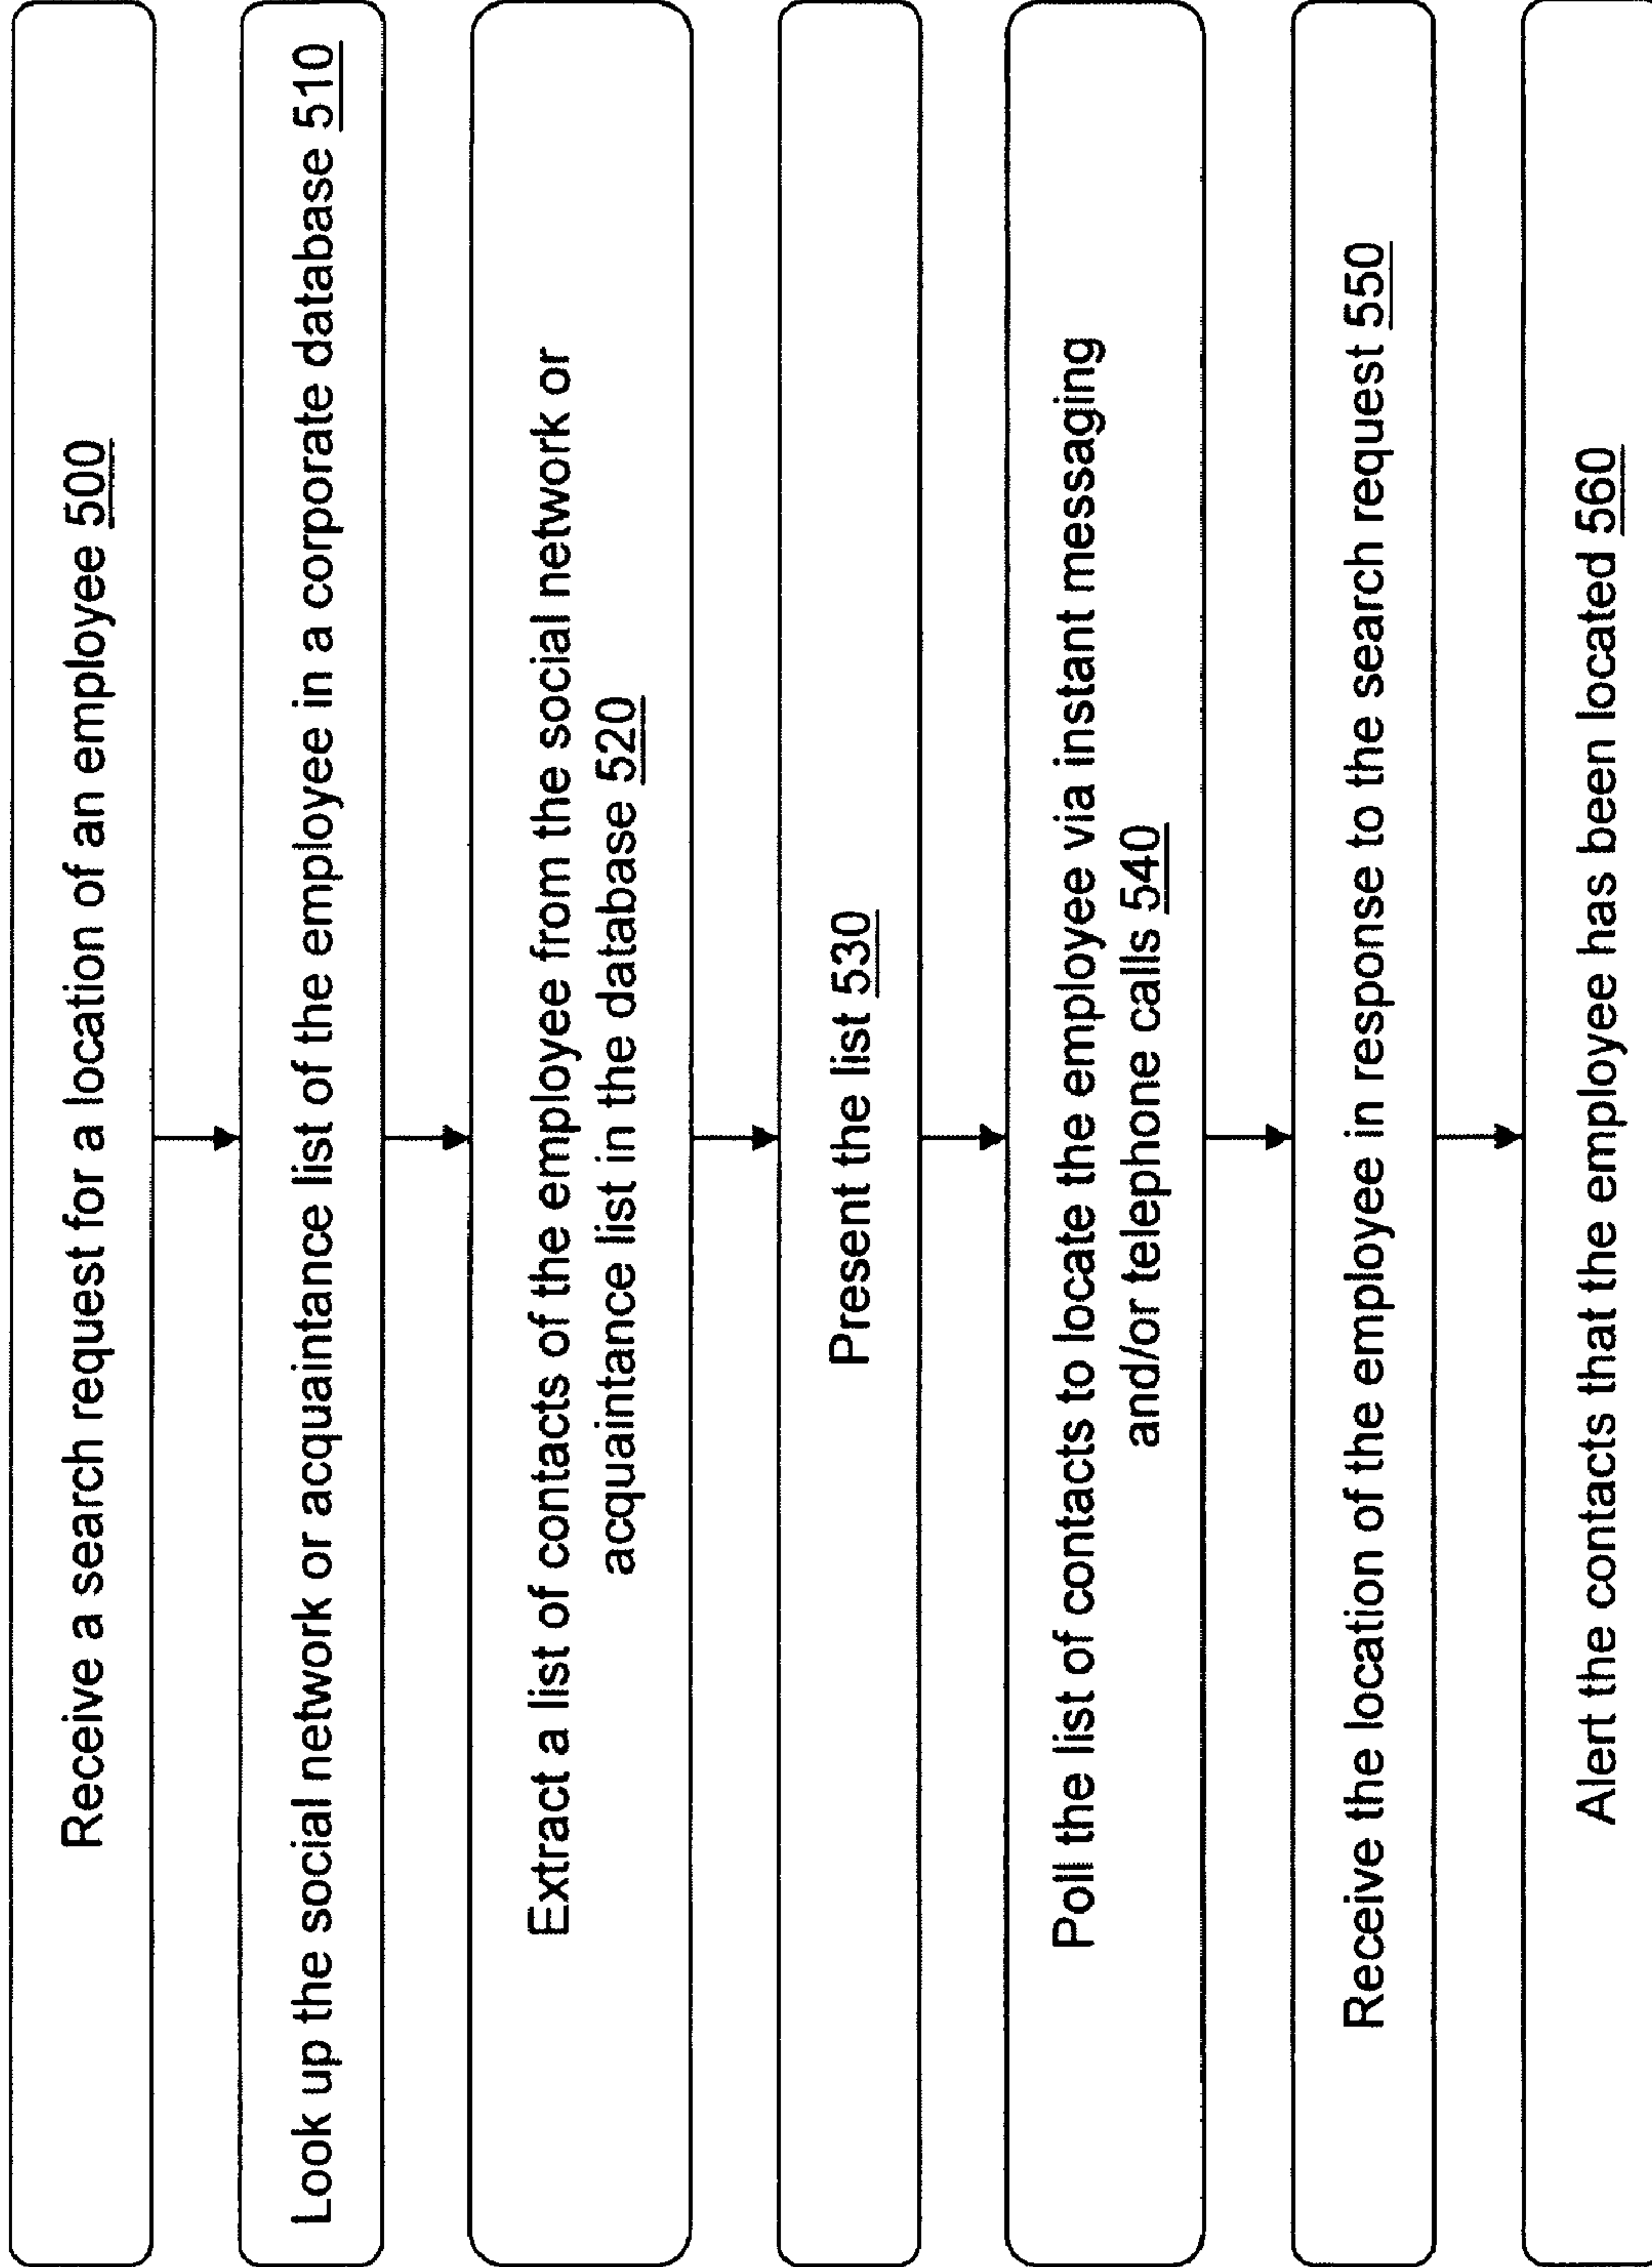 Receive a search request for a location of an employee 500
Look up the social network or acquaintance list of the employee in a corporate database 510
Extract a list of contacts of the employee from the social network or
acquaintance list in the database 520
Present the list 530
Poll the list of contacts to locate the employee via instant messaging
and/or telephone calls 540
Receive the location of the employee in response to the search request 550
Alert the contacts that the employee has been located 560